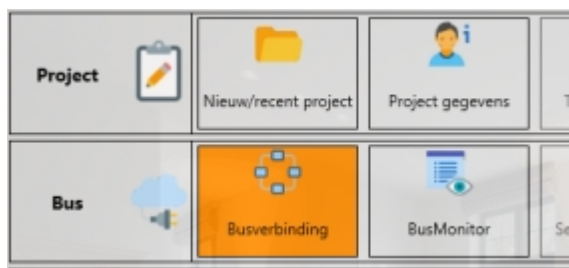 Project
Nieuw/recent project
Project gegevens
Bus
Busverbinding
BusMonitor